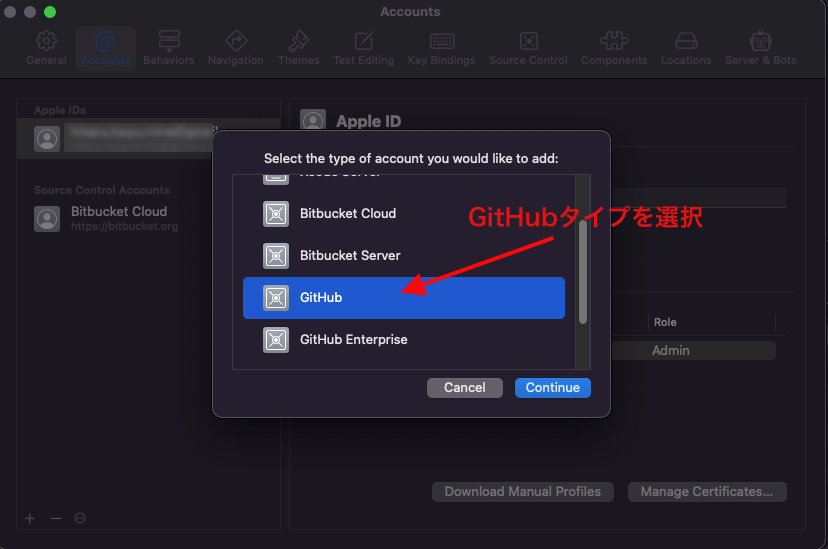 Accounts
General
Accounts
Behaviors
Navigation
Themes
Text Editing
Key Bindings
Source Control
Components
Locations
Server & Bots
Apple IDs
Apple ID
Source Control Accounts
Bitbucket Cloud
https://bitbucket.org
Select the type of account you would like to add:
Bitbucket Cloud
GitHubタイプを選択
Bitbucket Server
GitHub
GitHub Enterprise
Cancel
Continue
Role
Admin
Download Manual Profiles
Manage Certificates...